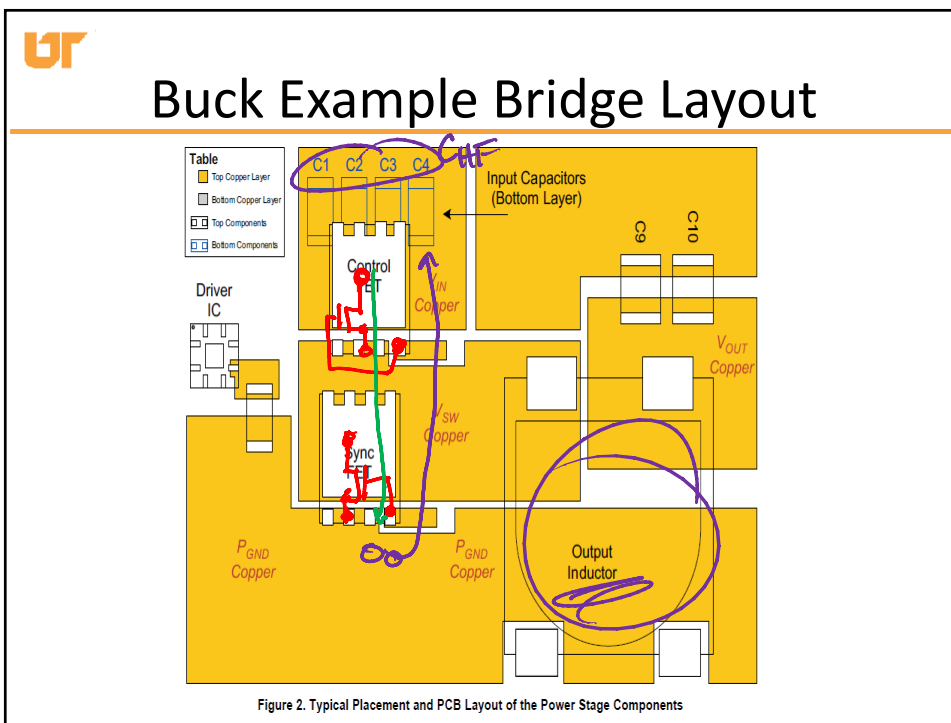 UT
Buck Example Bridge Layout
Table
Top Copper Layer
Bottom Copper Layer
Top Components
Bottom Components
C1 C2 C3 C4
CHF
Input Capacitors
(Bottom Layer)
C9
C10
Control
FET
VIN
Copper
Driver
IC
VOUT
Copper
VSW
Copper
Sync
FET
PGND
Copper
PGND
Copper
Output
Inductor
Figure 2. Typical Placement and PCB Layout of the Power Stage Components